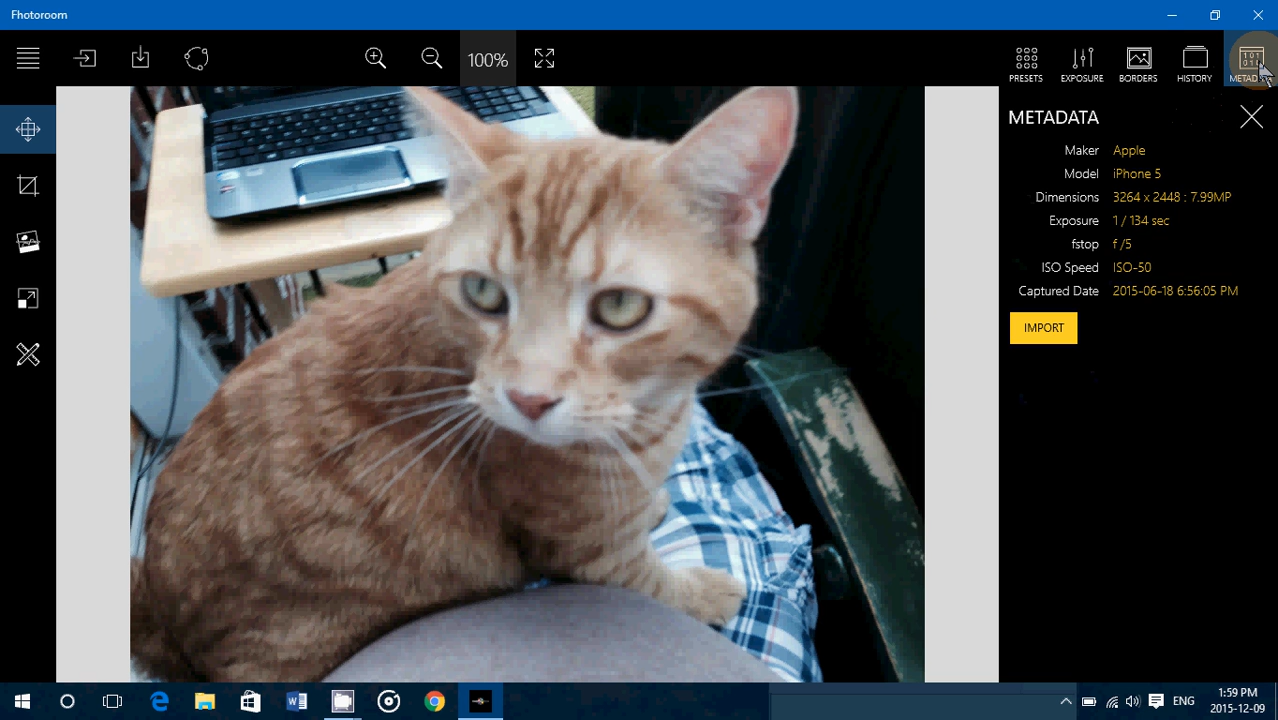 Fhotoroom
100%
PRESETS
EXPOSURE
BORDERS
HISTORY
METADATA
Maker Apple
Model iPhone 5
Dimensions 3264 x 2448 : 7.99MP
Exposure 1 / 134 sec
fstop f /5
ISO Speed ISO-50
Captured Date 2015-06-18 6:56:05 PM
IMPORT
ENG
1:59 PM
2015-12-09